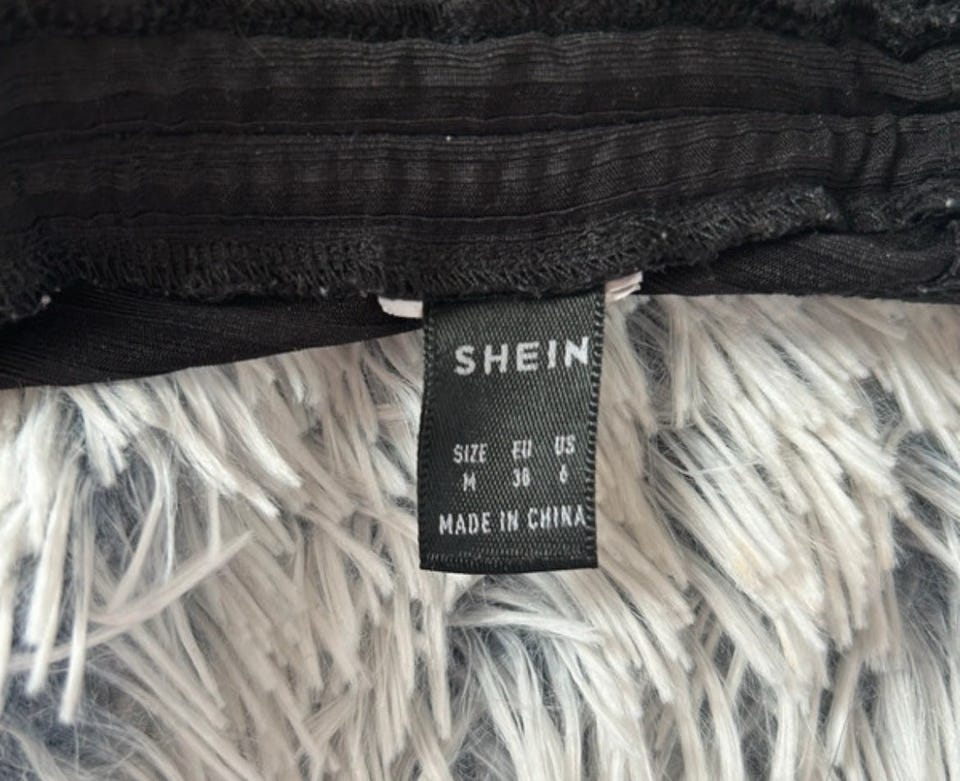 SHEIN
SIZE EU US
M 38 6
MADE IN CHINA